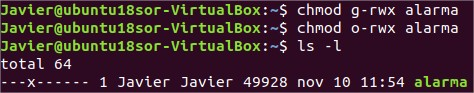 Javier@ubuntu18sor-VirtualBox:~$ chmod g-rwx alarma
Javier@ubuntu18sor-VirtualBox:~$ chmod o-rwx alarma
Javier@ubuntu18sor-VirtualBox:~$ ls -l
total 64
---x------ 1 Javier Javier 49928 nov 10 11:54 alarma